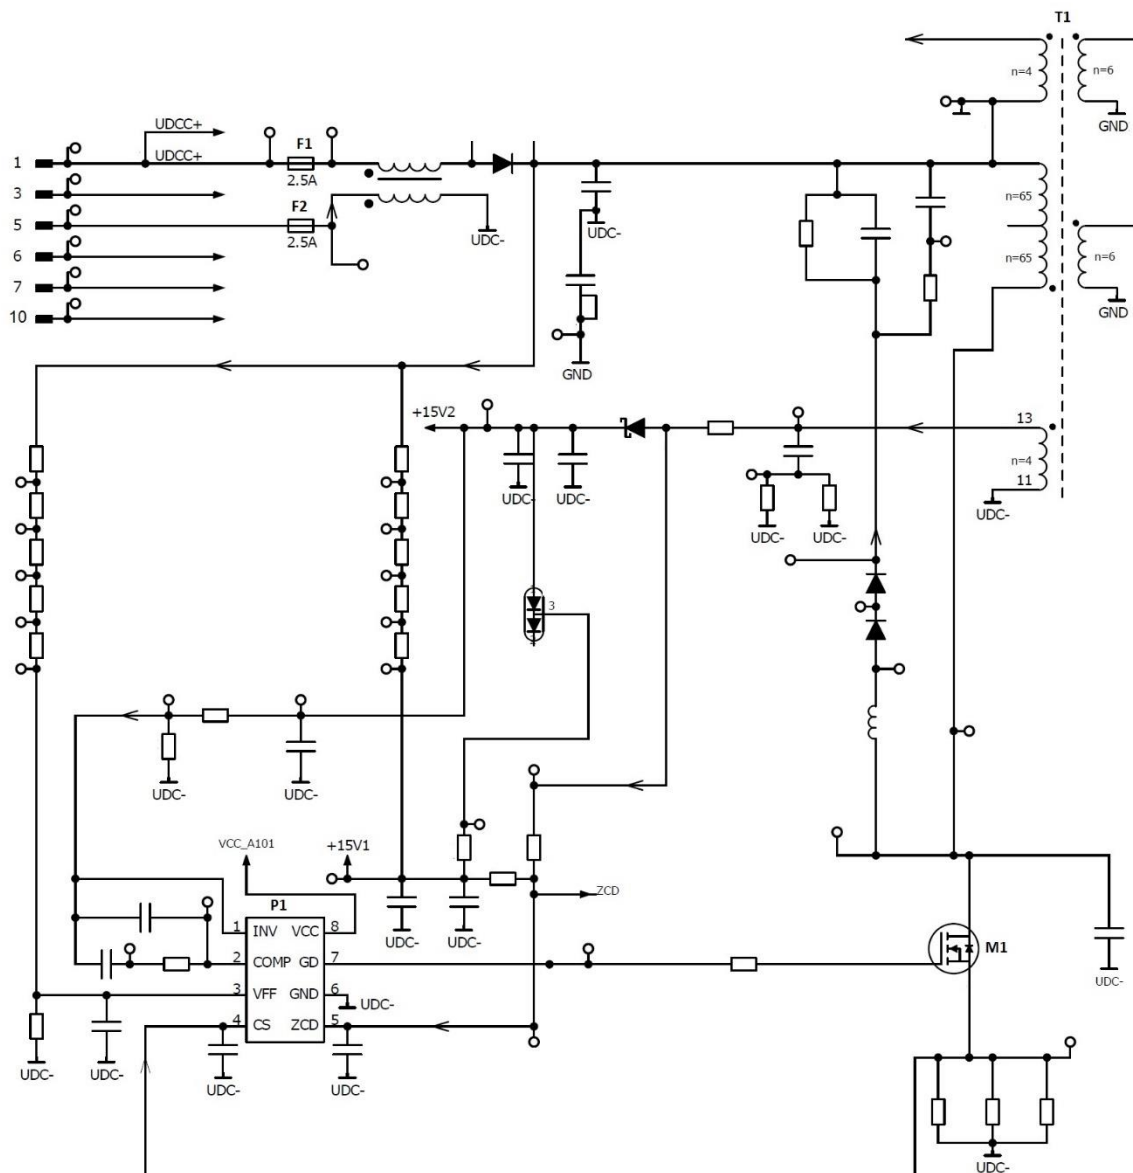 T1
n=4
n=6
GND
UDCC+
UDCC+
F1
1
2.5A
3
F2
5
2.5A
UDC-
UDC-
n=65
6
7
n=65
n=6
10
GND
GND
+15V2
13
n=4
11
UDC-
UDC-
UDC-
UDC-
UDC-
3
UDC-
UDC-
VCC_A101
+15V1
ZCD
P1
1 INV VCC 8
UDC-
UDC-
2 COMP GD 7
M1
3 VFF GND 6
UDC-
UDC-
4 CS ZCD 5
UDC-
UDC-
UDC-
UDC-
UDC-